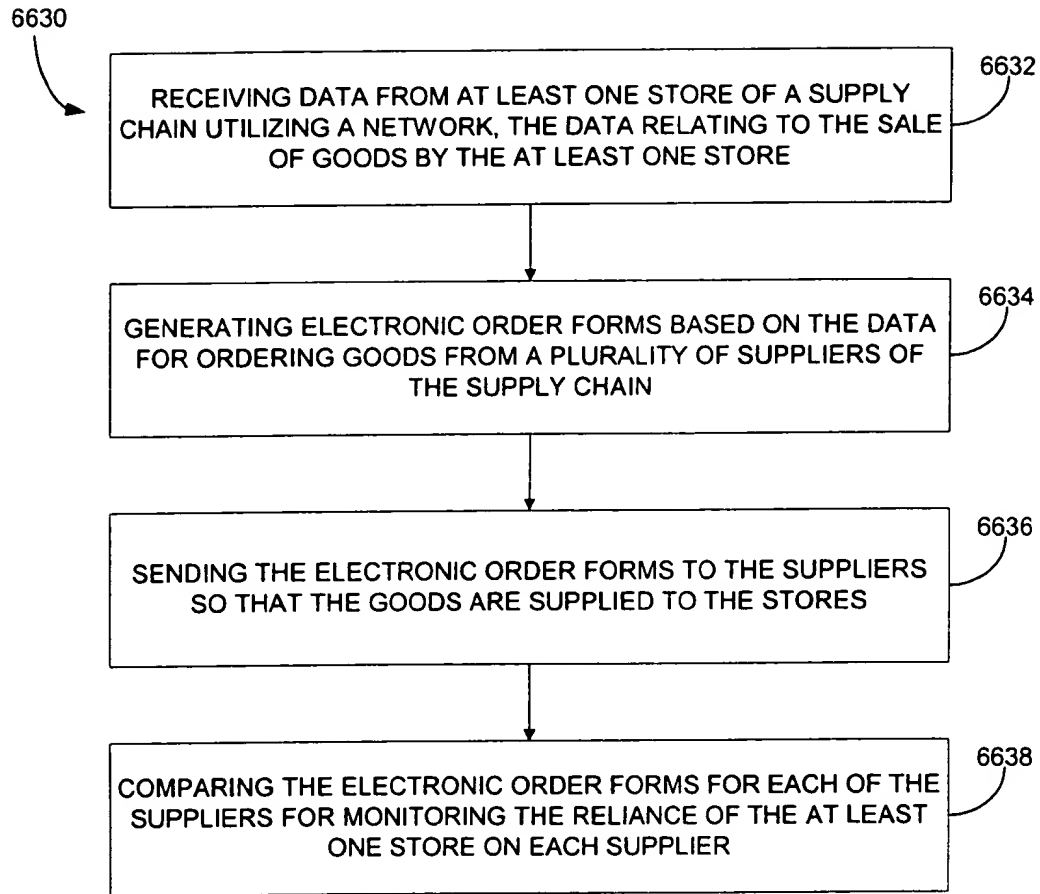 6630
6632
RECEIVING DATA FROM AT LEAST ONE STORE OF A SUPPLY
CHAIN UTILIZING A NETWORK, THE DATA RELATING TO THE SALE
OF GOODS BY THE AT LEAST ONE STORE
6634
GENERATING ELECTRONIC ORDER FORMS BASED ON THE DATA
FOR ORDERING GOODS FROM A PLURALITY OF SUPPLIERS OF
THE SUPPLY CHAIN
6636
SENDING THE ELECTRONIC ORDER FORMS TO THE SUPPLIERS
SO THAT THE GOODS ARE SUPPLIED TO THE STORES
6638
COMPARING THE ELECTRONIC ORDER FORMS FOR EACH OF THE
SUPPLIERS FOR MONITORING THE RELIANCE OF THE AT LEAST
ONE STORE ON EACH SUPPLIER